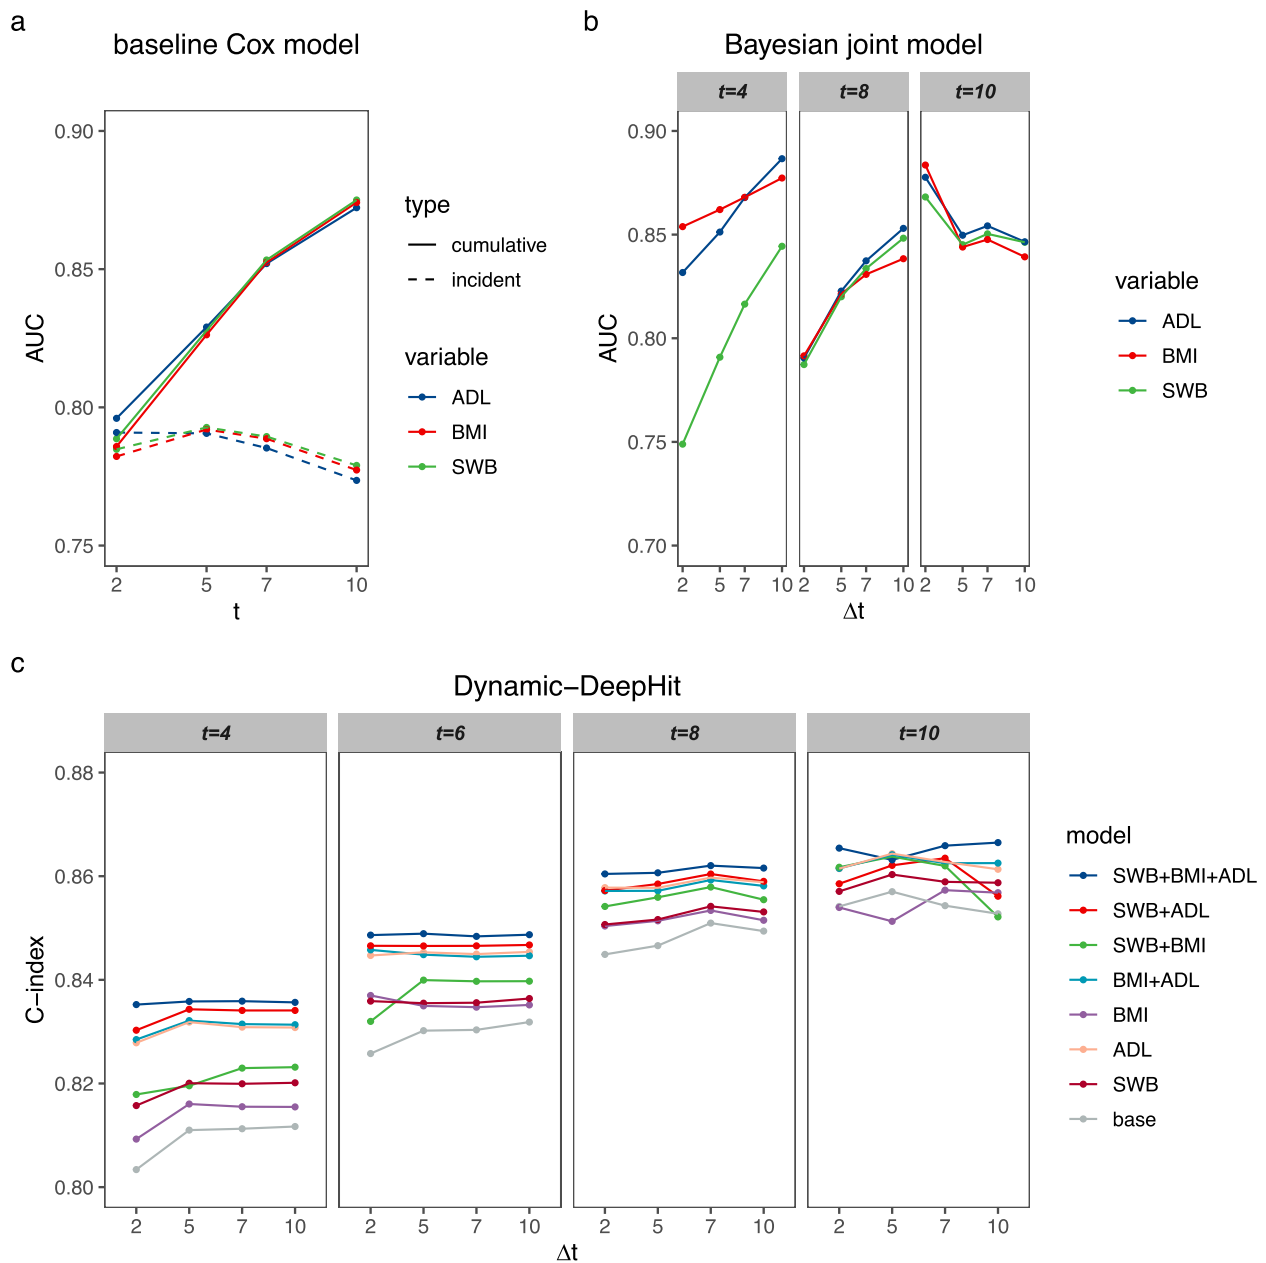 a
baseline Cox model
0.90
0.85
0.80
0.75
AUC
2 5 7 10
t
type
cumulative
incident
variable
ADL
BMI
SWB
b
Bayesian joint model
t=4 t=8 t=10
0.90
0.85
0.80
0.75
0.70
AUC
2 5 7 10 2 5 7 10 2 5 7 10
Δt
variable
ADL
BMI
SWB
c
Dynamic−DeepHit
t=4 t=6 t=8 t=10
0.88
0.86
0.84
0.82
0.80
C−index
2 5 7 10 2 5 7 10 2 5 7 10 2 5 7 10
Δt
model
SWB+BMI+ADL
SWB+ADL
SWB+BMI
BMI+ADL
BMI
ADL
SWB
base